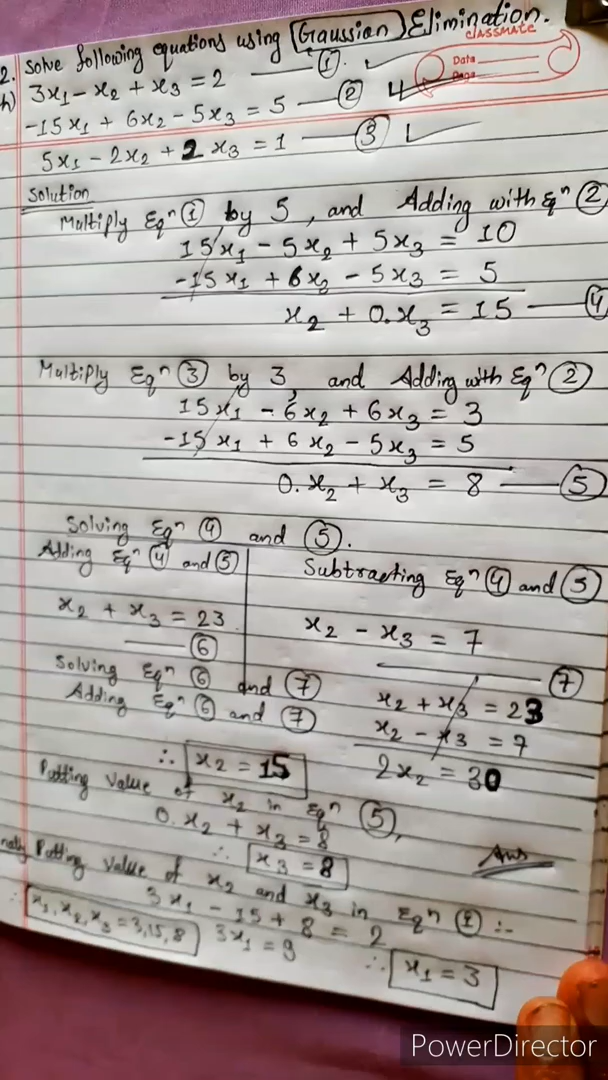 2. Solve following equations using (Gaussian) Elimination.
CLASSMATE
Date
Page
h) 3x₁ - x₂ + x₃ = 2 —— ①
-15x₁ + 6x₂ - 5x₃ = 5 —— ②
5x₁ - 2x₂ + 2x₃ = 1 —— ③
Solution
Multiply Eqⁿ ① by 5, and Adding with Eqⁿ ②
15x₁ - 5x₂ + 5x₃ = 10
-15x₁ + 6x₂ - 5x₃ = 5
x₂ + 0.x₃ = 15 —— ④
Multiply Eqⁿ ③ by 3, and Adding with Eqⁿ ②
15x₁ - 6x₂ + 6x₃ = 3
-15x₁ + 6x₂ - 5x₃ = 5
0.x₂ + x₃ = 8 —— ⑤
Solving Eqⁿ ④ and ⑤.
Adding Eqⁿ ④ and ⑤
x₂ + x₃ = 23
—— ⑥
Subtracting Eqⁿ ④ and ⑤
x₂ - x₃ = 7
—— ⑦
Solving Eqⁿ ⑥ and ⑦
Adding Eqⁿ ⑥ and ⑦
x₂ + x₃ = 23
x₂ - x₃ = 7
2x₂ = 30
∴ x₂ = 15
Putting value of x₂ in Eqⁿ ⑤,
0.x₂ + x₃ = 8
∴ x₃ = 8
Ans
Putting value of x₂ and x₃ in Eqⁿ ① :-
3x₁ - 15 + 8 = 2
3x₁ = 9
∴ x₁ = 3
∴ x₁, x₂, x₃ = 3, 15, 8
PowerDirector